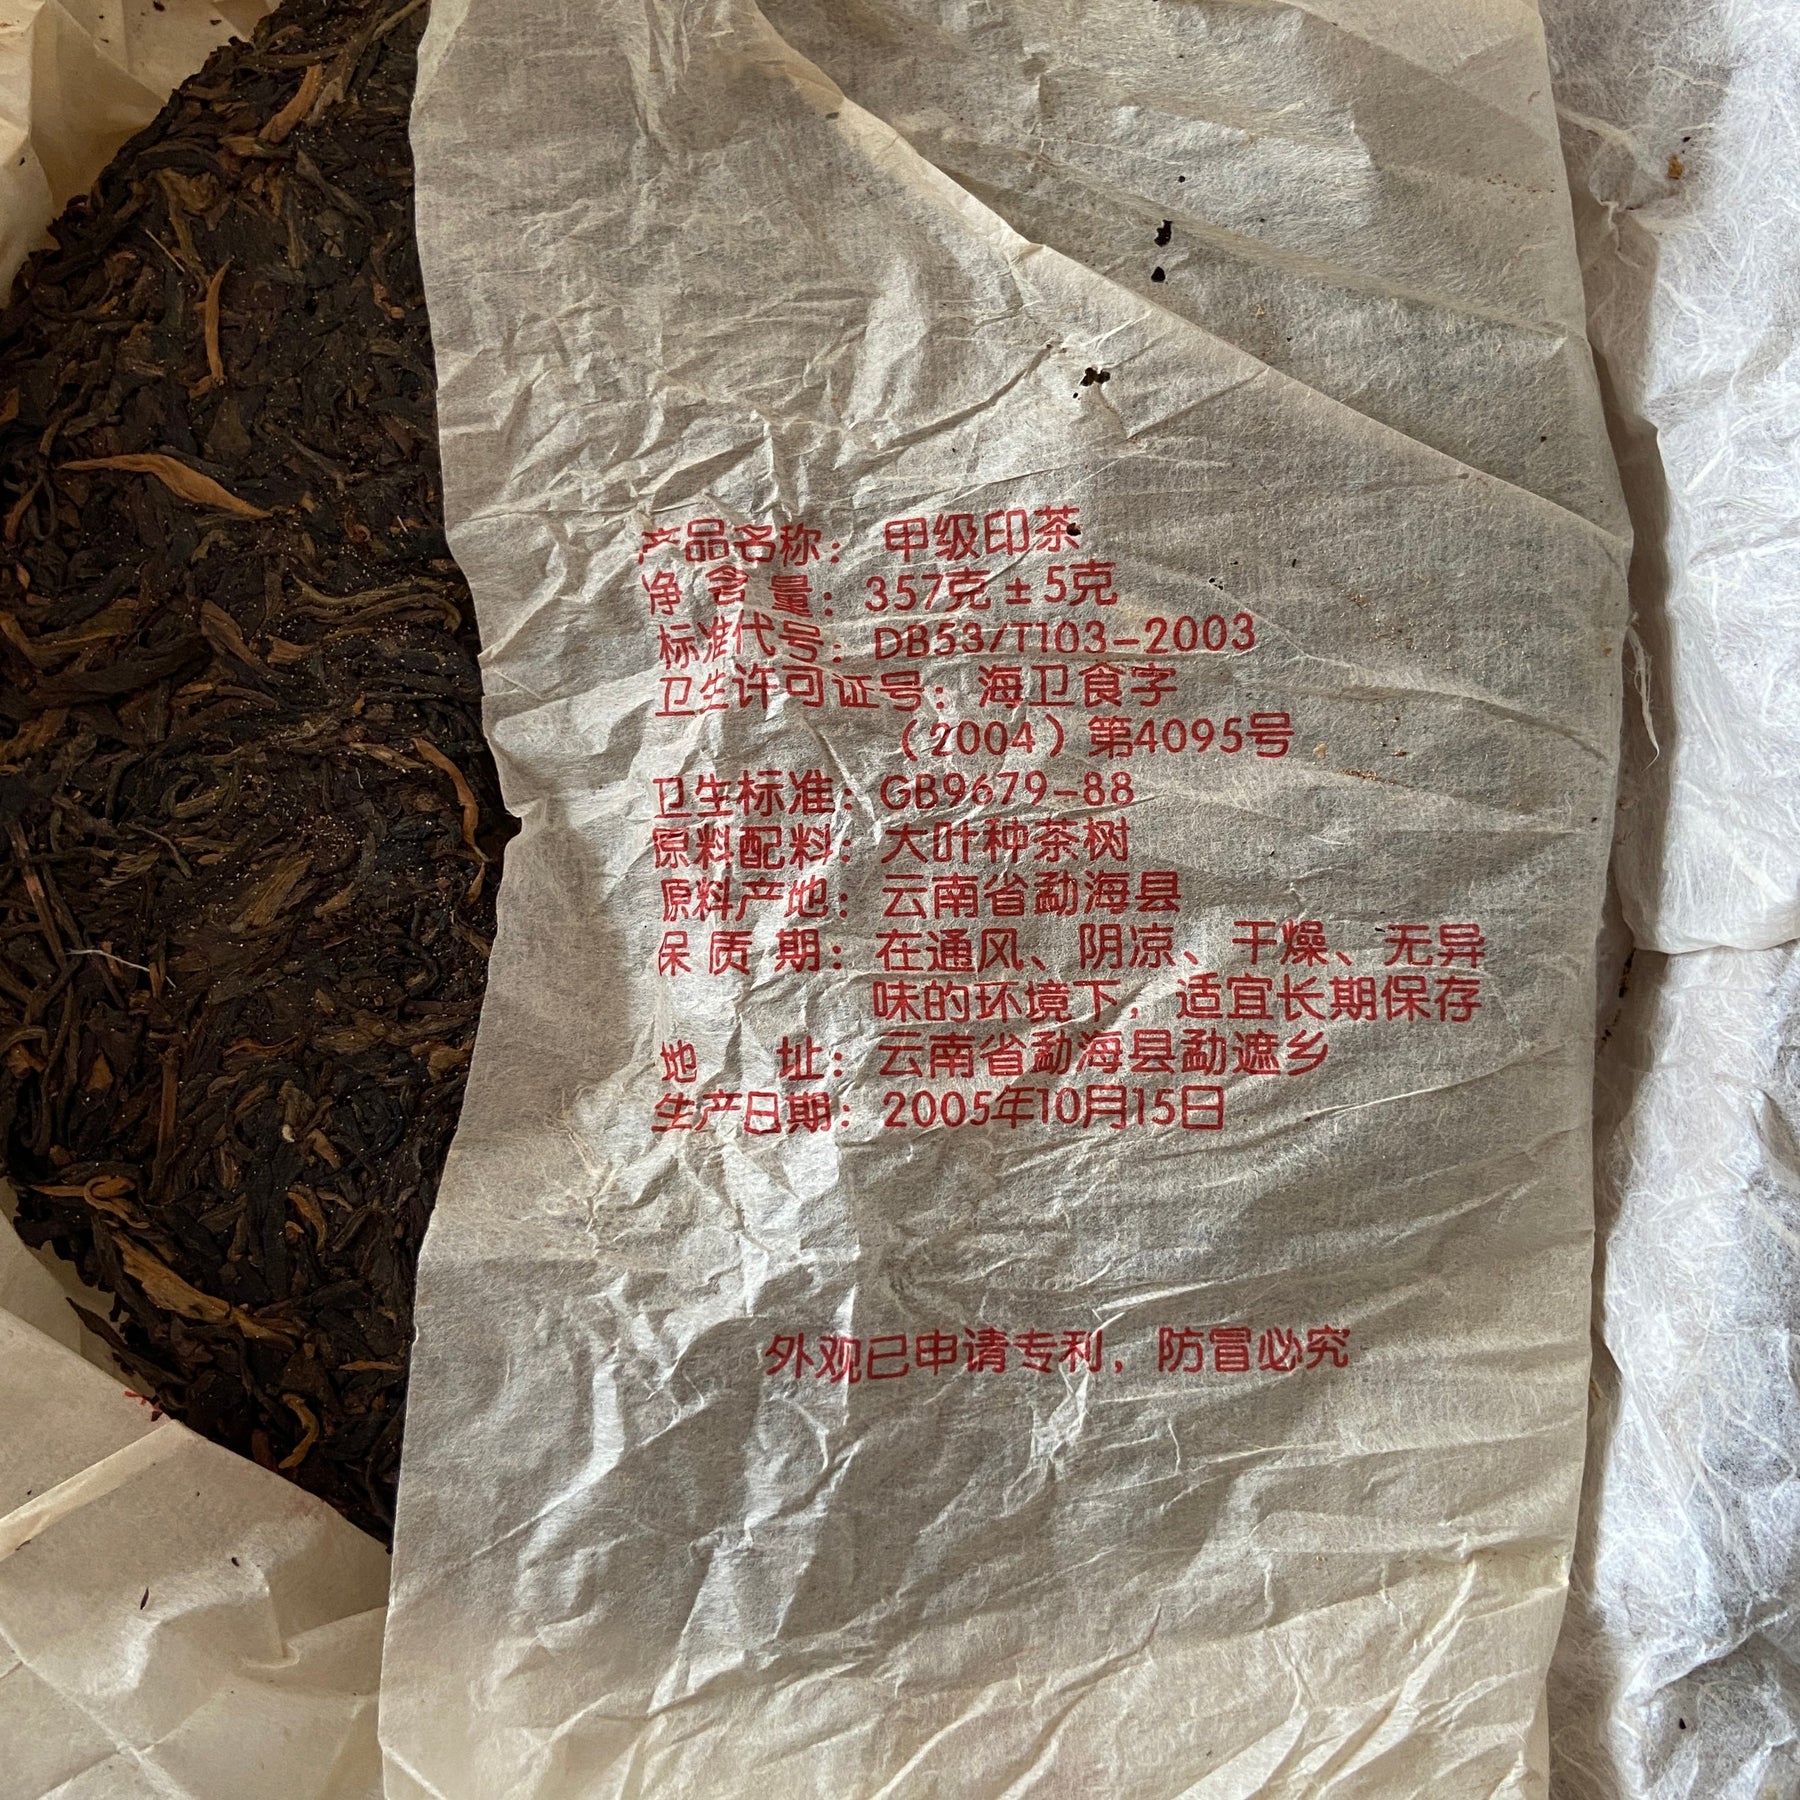 产品名称：甲级印茶
净含量：357克±5克
标准代号：DB53/T103-2003
卫生许可证号：海卫食字
（2004）第4095号
卫生标准：GB9679-88
原料配料：大叶种茶树
原料产地：云南省勐海县
保质期：在通风、阴凉、干燥、无异
味的环境下，适宜长期保存
地址：云南省勐海县勐遮乡
生产日期：2005年10月15日
外观已申请专利，防冒必究